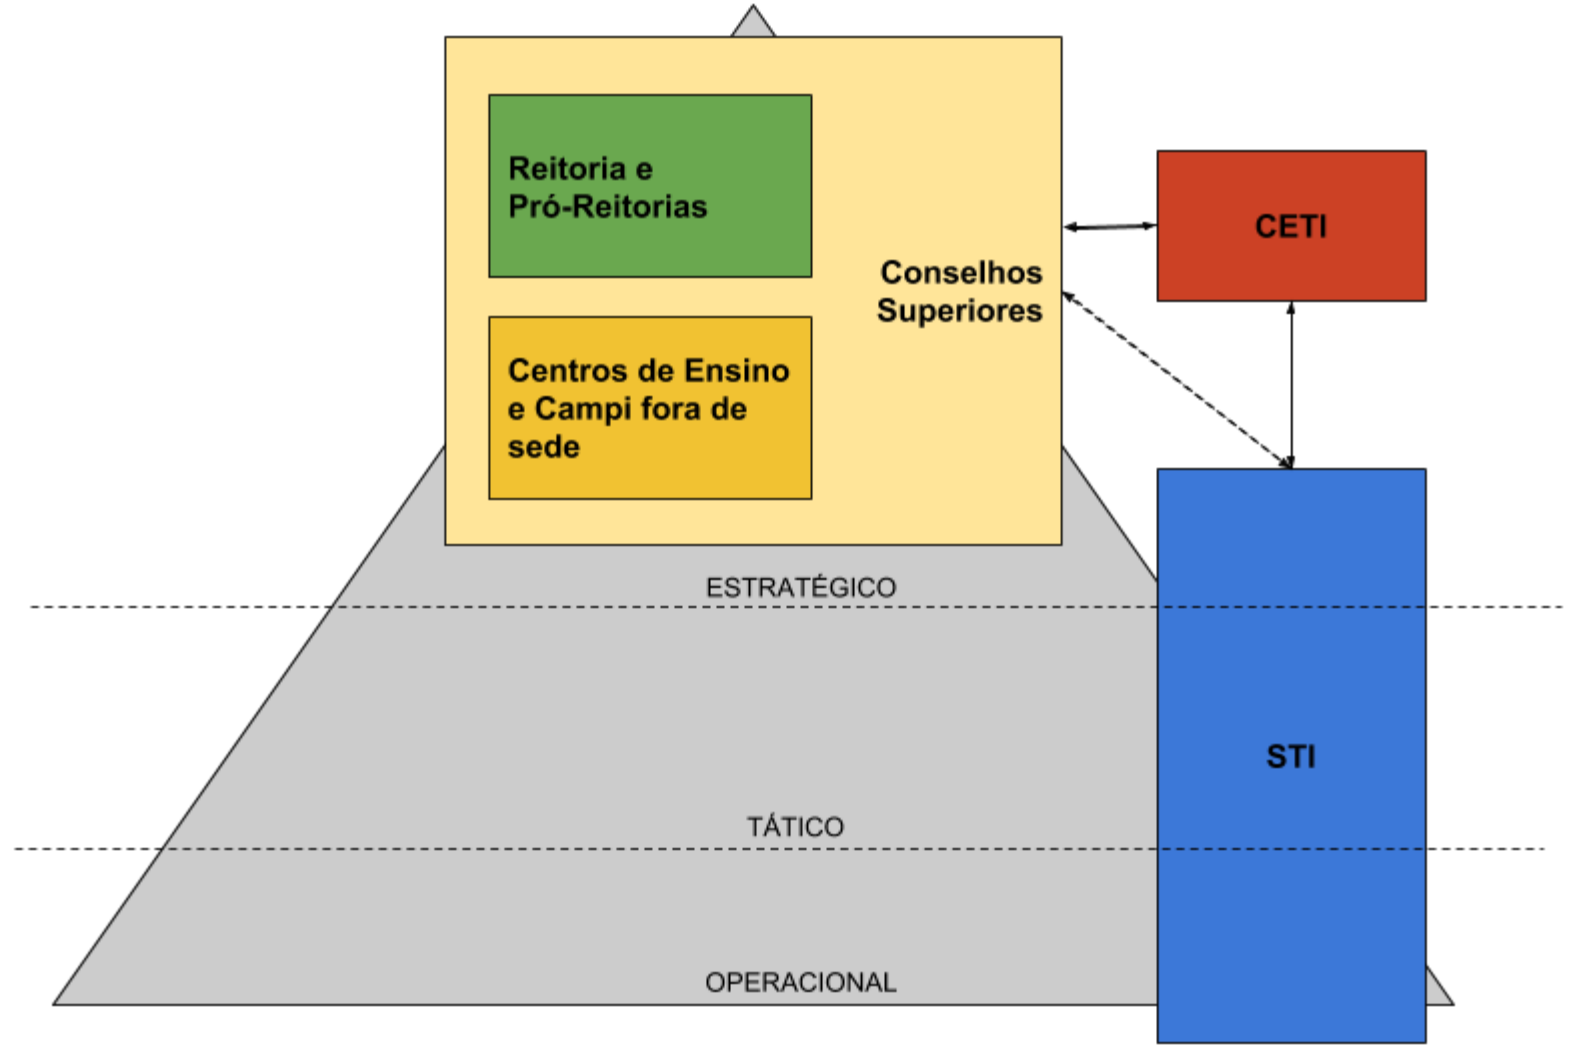 Reitoria e
Pró-Reitorias
CETI
Conselhos
Superiores
Centros de Ensino
e Campi fora de
sede
ESTRATÉGICO
STI
TÁTICO
OPERACIONAL